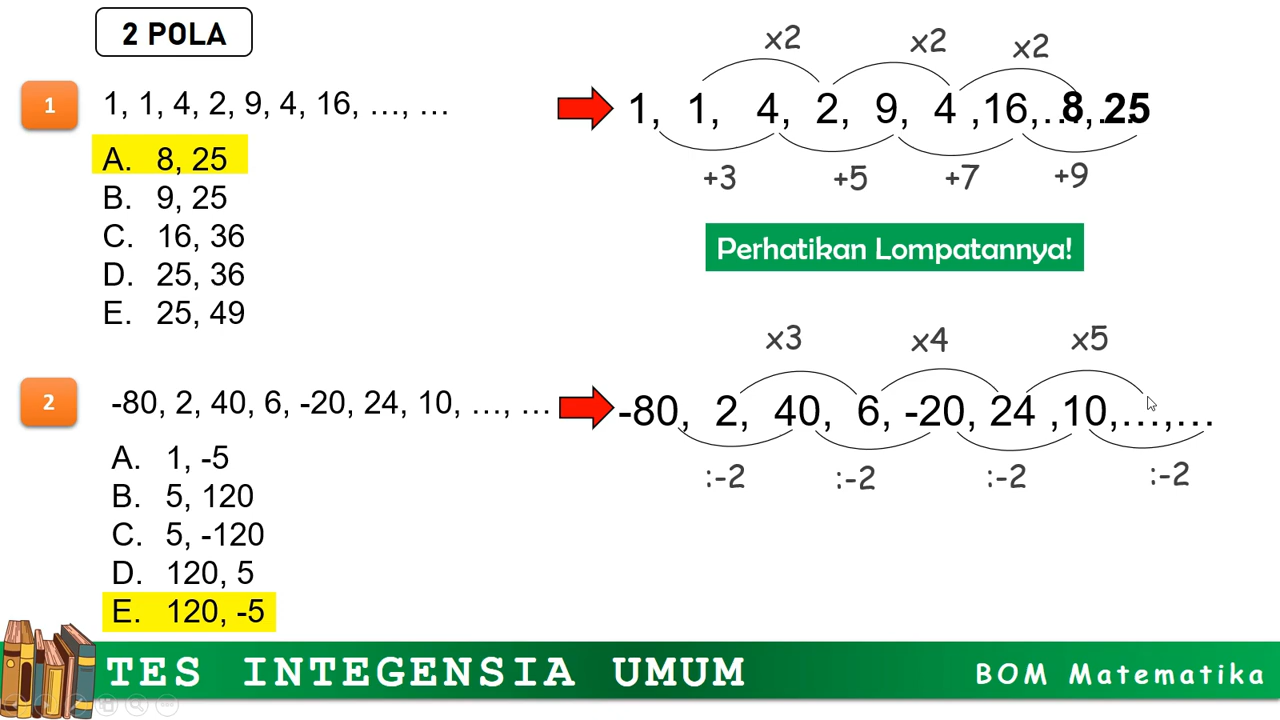 2 POLA
1
1, 1, 4, 2, 9, 4, 16, …, …
A. 8, 25
B. 9, 25
C. 16, 36
D. 25, 36
E. 25, 49
x2 x2 x2
1, 1, 4, 2, 9, 4 ,16,…,8, 25
+3 +5 +7 +9
Perhatikan Lompatannya!
2
-80, 2, 40, 6, -20, 24, 10, …, …
A. 1, -5
B. 5, 120
C. 5, -120
D. 120, 5
E. 120, -5
x3 x4 x5
-80, 2, 40, 6, -20, 24 ,10,…,…
:-2 :-2 :-2 :-2
TES INTEGENSIA UMUM
BOM Matematika